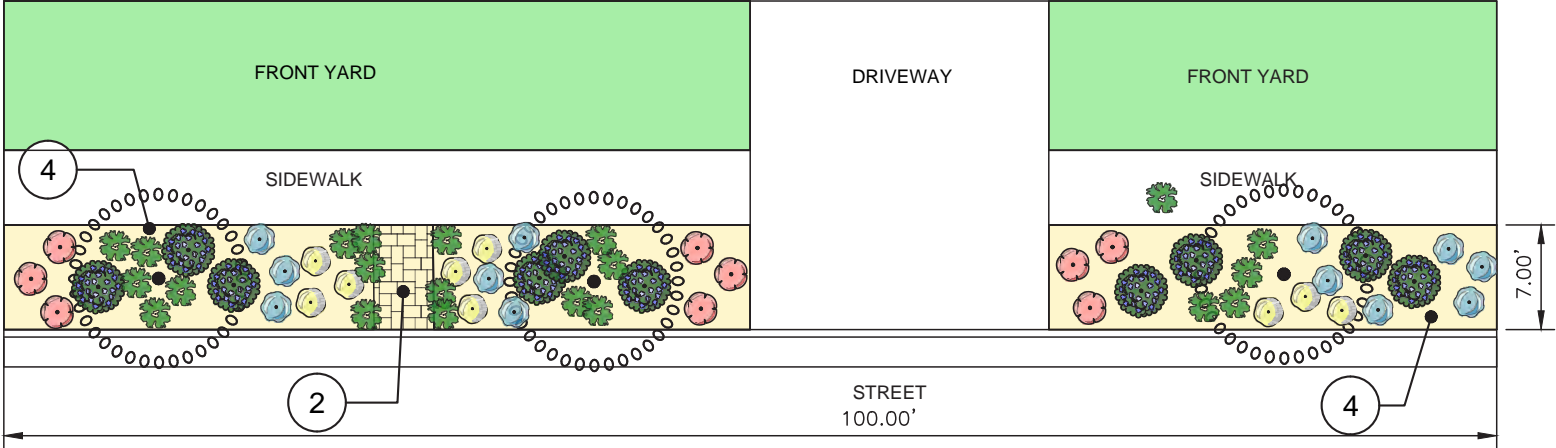 FRONT YARD
DRIVEWAY
FRONT YARD
4
SIDEWALK
SIDEWALK
7.00'
2
STREET
100.00'
4